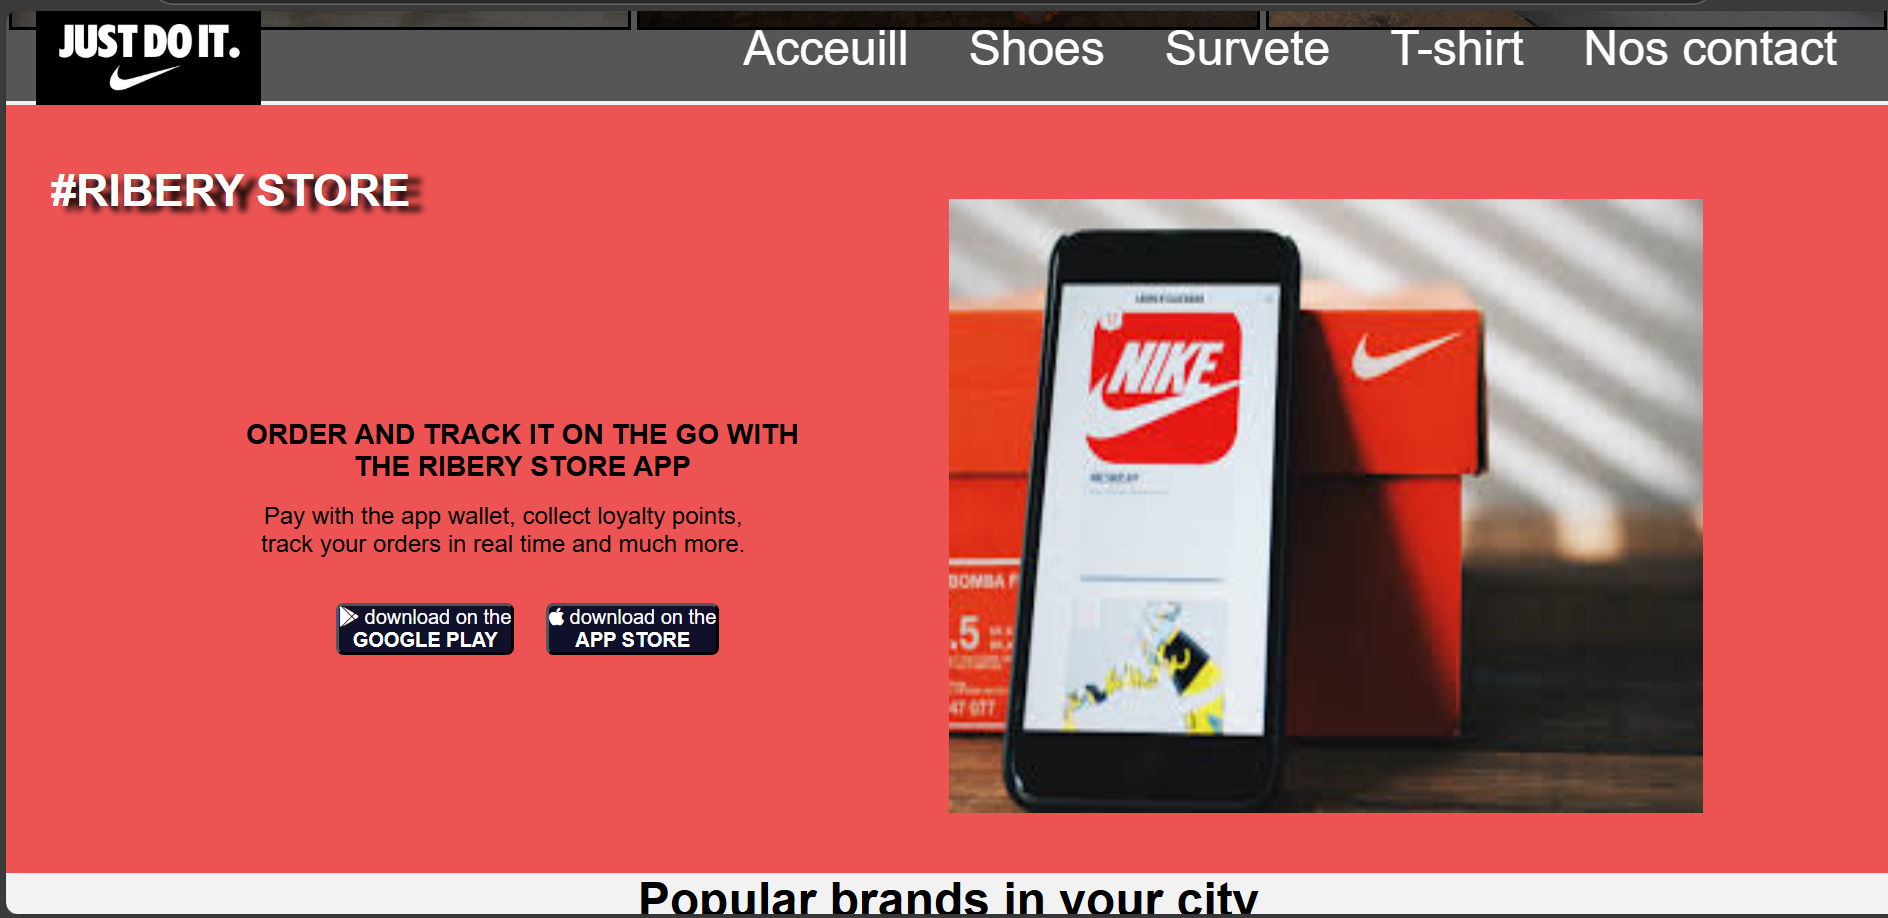 JUST DO IT.
Acceuill Shoes Survete T-shirt Nos contact
#RIBERY STORE
NIKE
ORDER AND TRACK IT ON THE GO WITH
THE RIBERY STORE APP
Pay with the app wallet, collect loyalty points,
track your orders in real time and much more.
BOMBA
.5
47 077
download on the
GOOGLE PLAY
download on the
APP STORE
Popular brands in your city